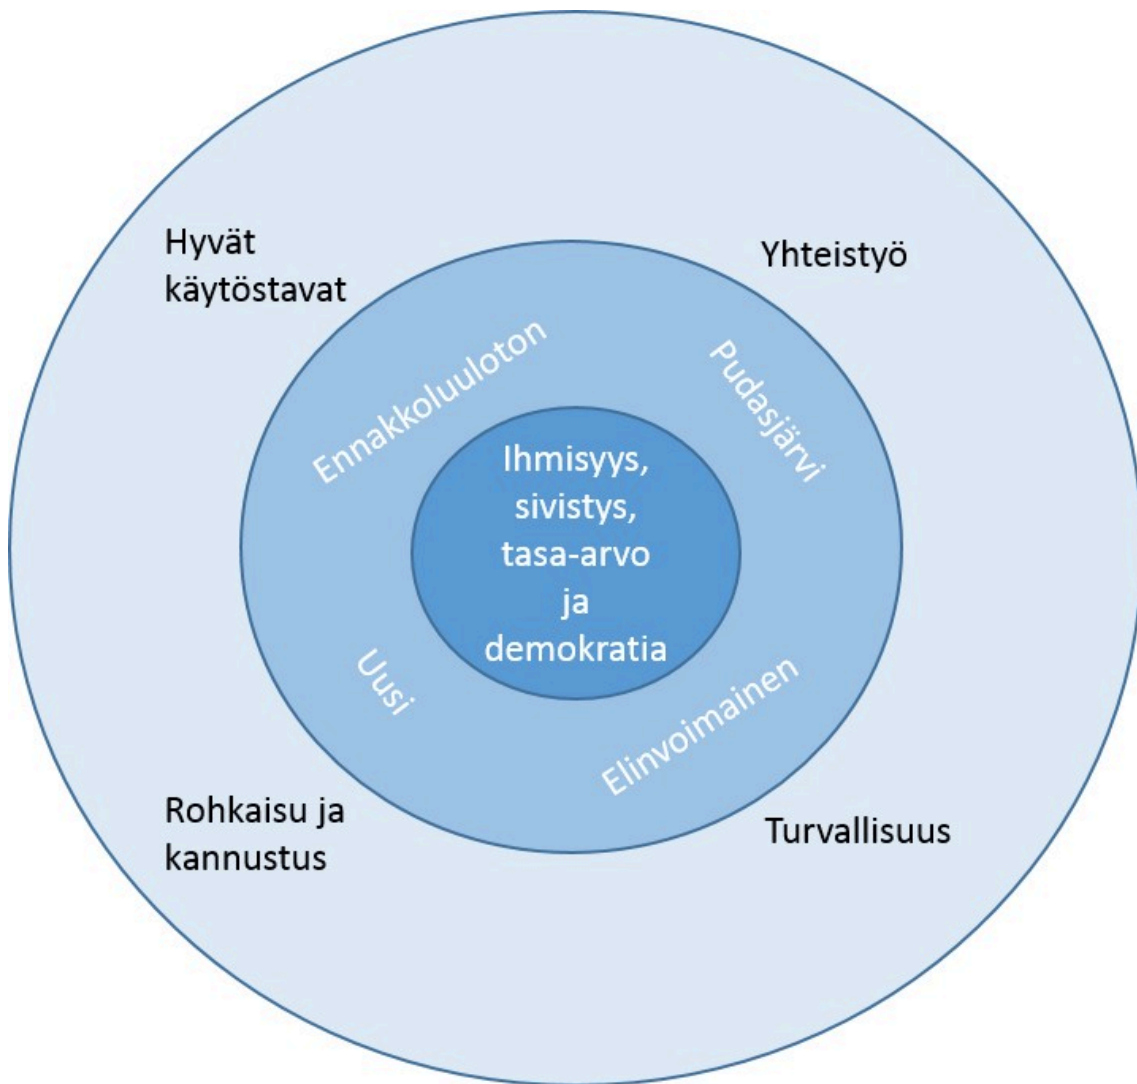 Hyvät
käytöstavat
Yhteistyö
Ennakkoluuloton
Pudasjärvi
Ihmisyys,
sivistys,
tasa-arvo
ja
demokratia
Uusi
Elinvoimainen
Rohkaisu ja
kannustus
Turvallisuus